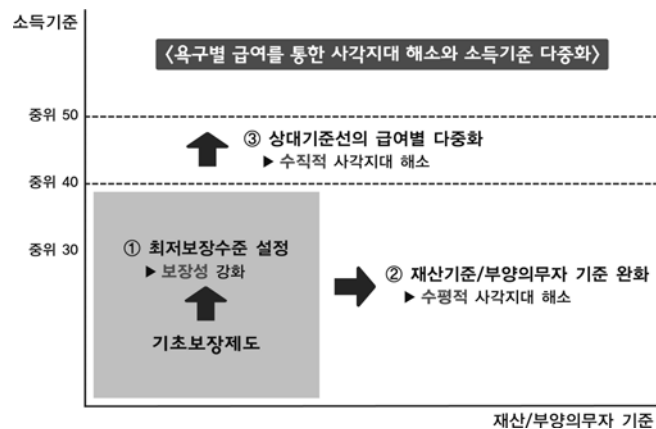 소득기준
<욕구별 급여를 통한 사각지대 해소와 소득기준 다중화>
중위 50
③ 상대기준선의 급여별 다중화
▶ 수직적 사각지대 해소
중위 40
중위 30
① 최저보장수준 설정
▶ 보장성 강화
② 재산기준/부양의무자 기준 완화
▶ 수평적 사각지대 해소
기초보장제도
재산/부양의무자 기준